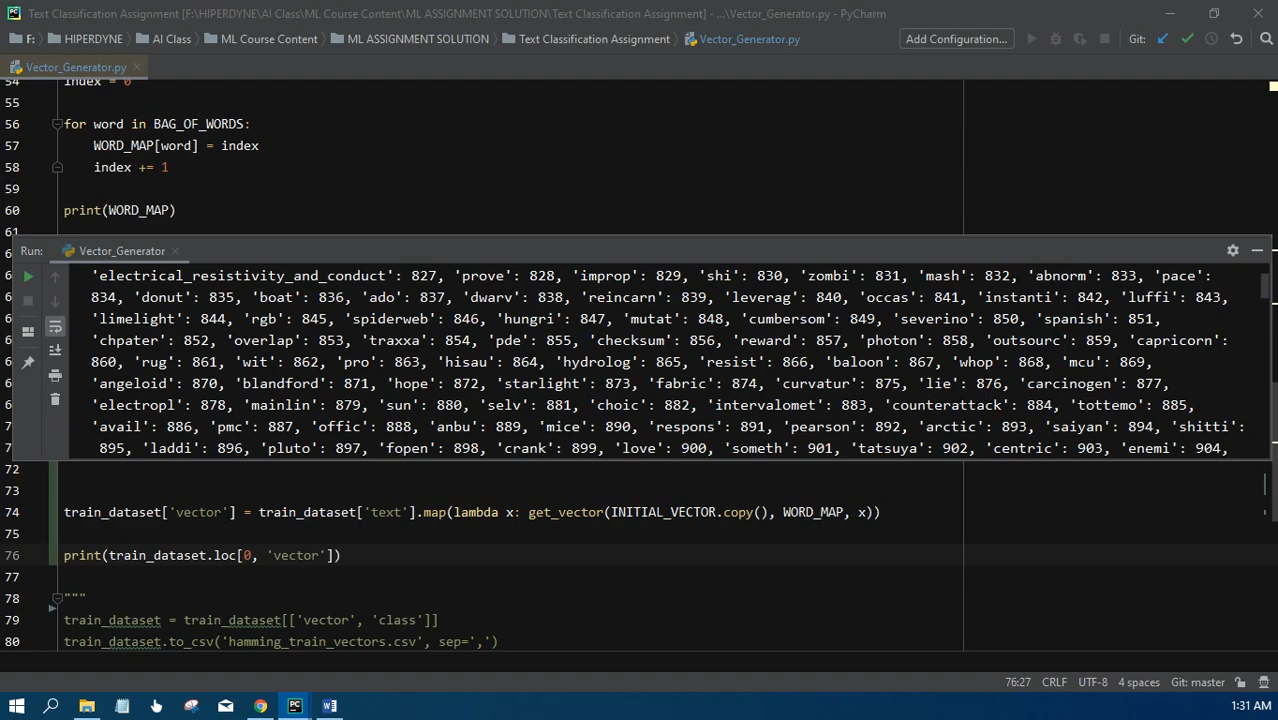 Text Classification Assignment [F:\HIPERDYNE\AI Class\ML Course Content\ML ASSIGNMENT SOLUTION\Text Classification Assignment] - ...\Vector_Generator.py - PyCharm
F: HIPERDYNE AI Class ML Course Content ML ASSIGNMENT SOLUTION Text Classification Assignment Vector_Generator.py Add Configuration... Git:
Vector_Generator.py
54 index = 0
55
56 for word in BAG_OF_WORDS:
57 WORD_MAP[word] = index
58 index += 1
59
60 print(WORD_MAP)
61
Run: Vector_Generator
'electrical_resistivity_and_conduct': 827, 'prove': 828, 'improp': 829, 'shi': 830, 'zombi': 831, 'mash': 832, 'abnorm': 833, 'pace':
834, 'donut': 835, 'boat': 836, 'ado': 837, 'dwarv': 838, 'reincarn': 839, 'leverag': 840, 'occas': 841, 'instanti': 842, 'luffi': 843,
'limelight': 844, 'rgb': 845, 'spiderweb': 846, 'hungri': 847, 'mutat': 848, 'cumbersom': 849, 'severino': 850, 'spanish': 851,
'chpater': 852, 'overlap': 853, 'traxxa': 854, 'pde': 855, 'checksum': 856, 'reward': 857, 'photon': 858, 'outsourc': 859, 'capricorn':
860, 'rug': 861, 'wit': 862, 'pro': 863, 'hisau': 864, 'hydrolog': 865, 'resist': 866, 'baloon': 867, 'whop': 868, 'mcu': 869,
'angeloid': 870, 'blandford': 871, 'hope': 872, 'starlight': 873, 'fabric': 874, 'curvatur': 875, 'lie': 876, 'carcinogen': 877,
'electropl': 878, 'mainlin': 879, 'sun': 880, 'selv': 881, 'choic': 882, 'intervalomet': 883, 'counterattack': 884, 'tottemo': 885,
'avail': 886, 'pmc': 887, 'offic': 888, 'anbu': 889, 'mice': 890, 'respons': 891, 'pearson': 892, 'arctic': 893, 'saiyan': 894, 'shitti':
895, 'laddi': 896, 'pluto': 897, 'fopen': 898, 'crank': 899, 'love': 900, 'someth': 901, 'tatsuya': 902, 'centric': 903, 'enemi': 904,
72
73
74 train_dataset['vector'] = train_dataset['text'].map(lambda x: get_vector(INITIAL_VECTOR.copy(), WORD_MAP, x))
75
76 print(train_dataset.loc[0, 'vector'])
77
78 """
79 train_dataset = train_dataset[['vector', 'class']]
80 train_dataset.to_csv('hamming_train_vectors.csv', sep=',')
76:27 CRLF UTF-8 4 spaces Git: master
1:31 AM